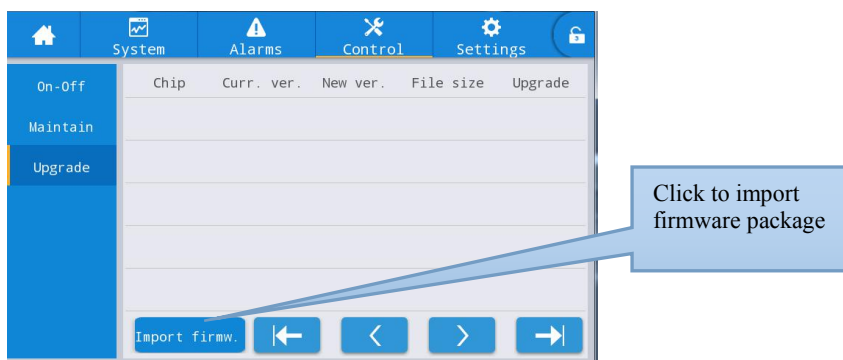 System Alarms Control Settings
On-Off
Maintain
Upgrade
Chip Curr. ver. New ver. File size Upgrade
Import firmw.
Click to import
firmware package